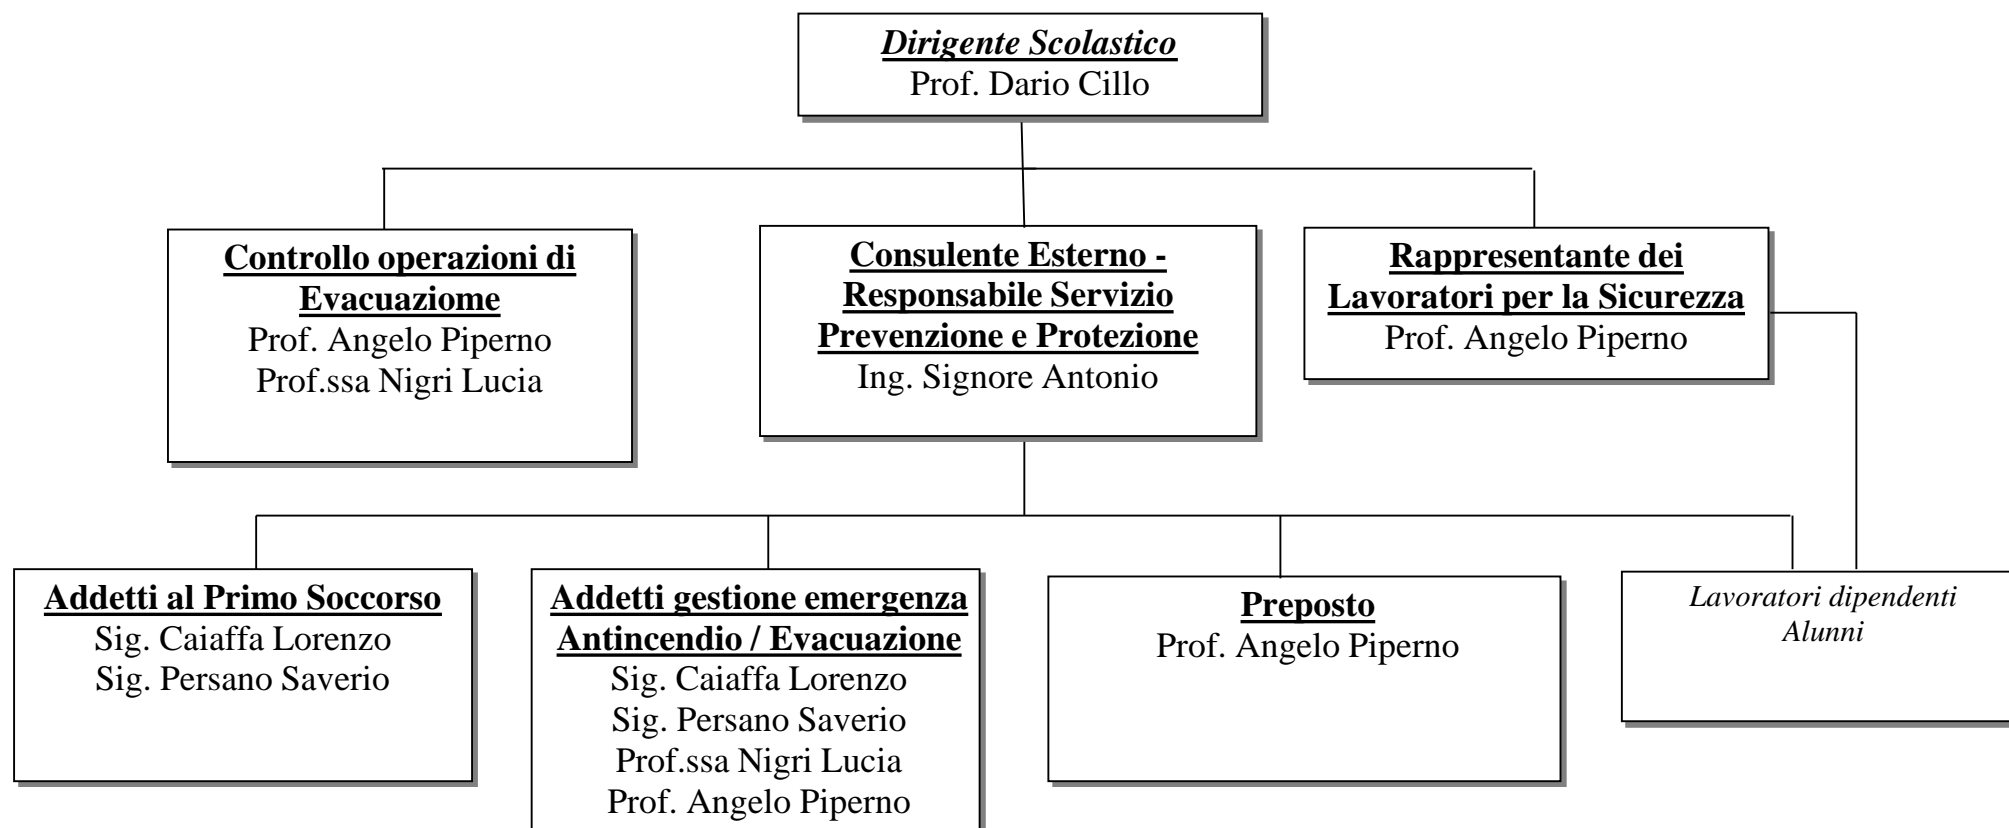 Dirigente Scolastico
Prof. Dario Cillo
Controllo operazioni di
Evacuaziome
Prof. Angelo Piperno
Prof.ssa Nigri Lucia
Consulente Esterno -
Responsabile Servizio
Prevenzione e Protezione
Ing. Signore Antonio
Rappresentante dei
Lavoratori per la Sicurezza
Prof. Angelo Piperno
Addetti al Primo Soccorso
Sig. Caiaffa Lorenzo
Sig. Persano Saverio
Addetti gestione emergenza
Antincendio / Evacuazione
Sig. Caiaffa Lorenzo
Sig. Persano Saverio
Prof.ssa Nigri Lucia
Prof. Angelo Piperno
Preposto
Prof. Angelo Piperno
Lavoratori dipendenti
Alunni